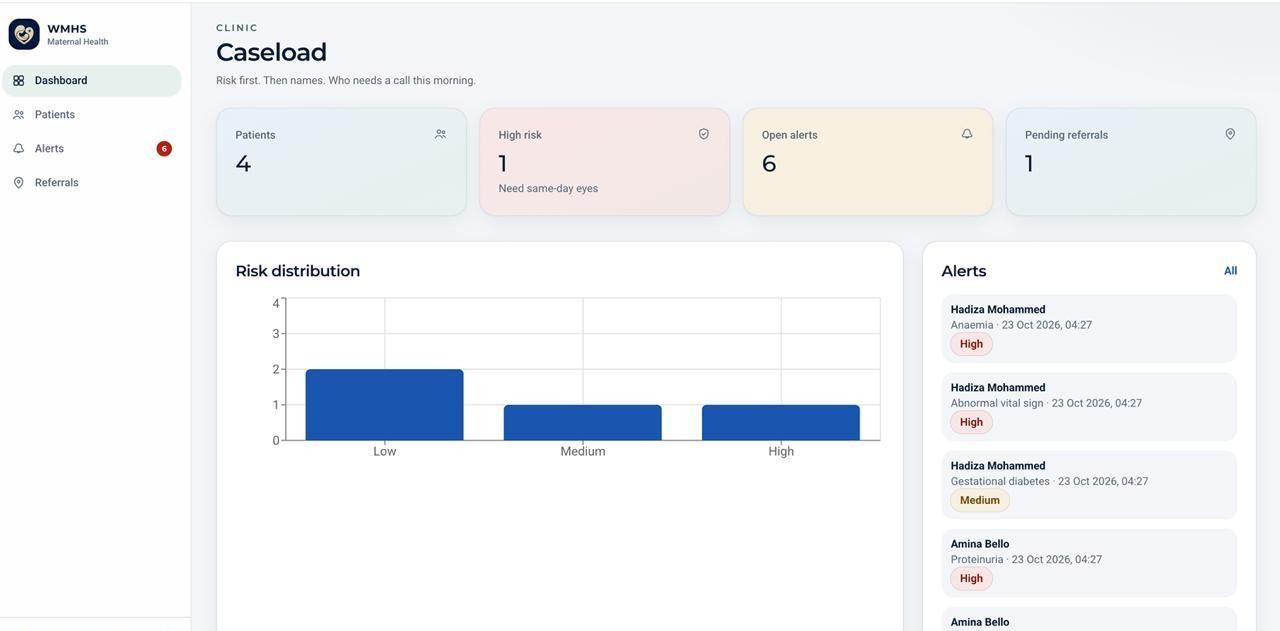 WMHS
Maternal Health
Dashboard
Patients
Alerts
6
Referrals
CLINIC
Caseload
Risk first. Then names. Who needs a call this morning.
Patients
4
High risk
1
Need same-day eyes
Open alerts
6
Pending referrals
1
Risk distribution
4
3
2
1
0
Low
Medium
High
Alerts
All
Hadiza Mohammed
Anaemia · 23 Oct 2026, 04:27
High
Hadiza Mohammed
Abnormal vital sign · 23 Oct 2026, 04:27
High
Hadiza Mohammed
Gestational diabetes · 23 Oct 2026, 04:27
Medium
Amina Bello
Proteinuria · 23 Oct 2026, 04:27
High
Amina Bello